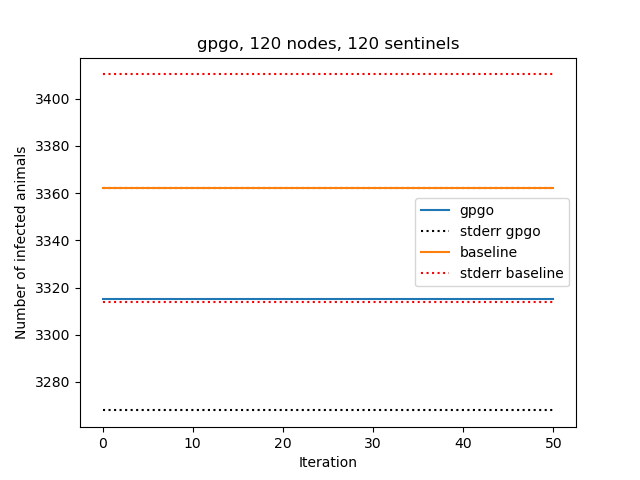 gpgo, 120 nodes, 120 sentinels
Number of infected animals
3400
3380
3360
3340
3320
3300
3280
gpgo
stderr gpgo
baseline
stderr baseline
0 10 20 30 40 50
Iteration